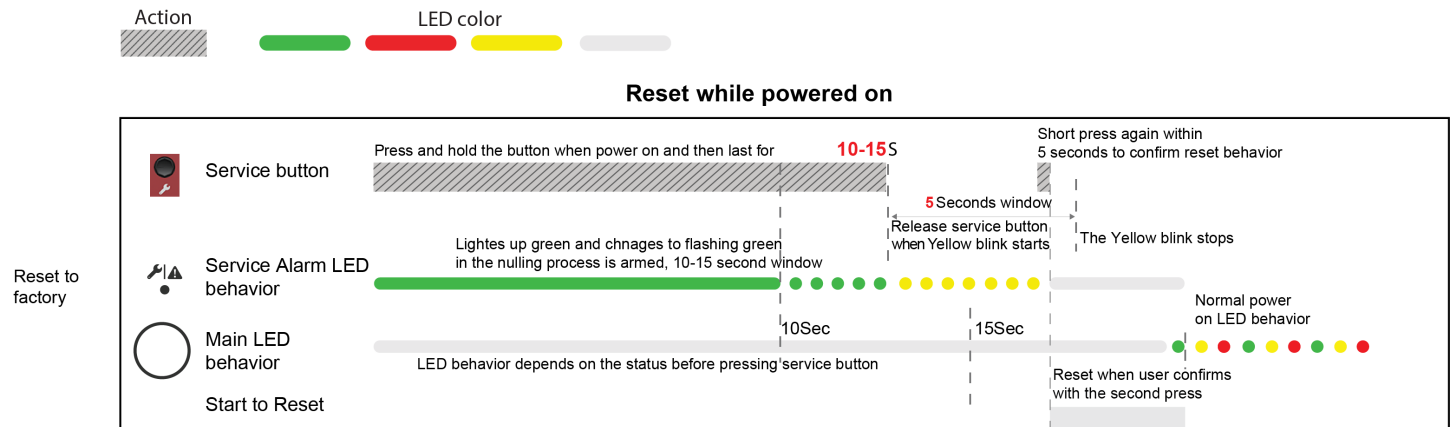 Action
LED color
Reset while powered on
Short press again within
5 seconds to confirm reset behavior
Press and hold the button when power on and then last for 10-15S
Service button
5 Seconds window
Release service button
when Yellow blink starts
The Yellow blink stops
Lightes up green and chnages to flashing green
in the nulling process is armed, 10-15 second window
Reset to
factory
Service Alarm LED
behavior
Normal power
on LED behavior
10Sec
15Sec
Main LED
behavior
LED behavior depends on the status before pressing service button
Reset when user confirms
with the second press
Start to Reset